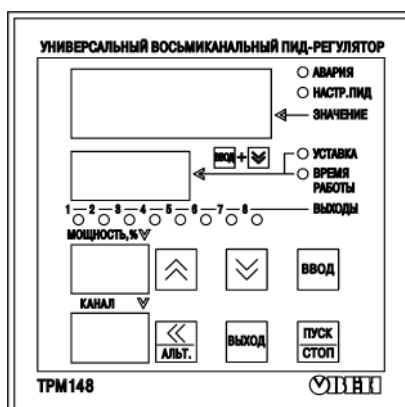 УНИВЕРСАЛЬНЫЙ ВОСЬМИКАНАЛЬНЫЙ ПИД-РЕГУЛЯТОР
АВАРИЯ
НАСТР.ПИД
ЗНАЧЕНИЕ
ВВОД +
УСТАВКА
ВРЕМЯ
РАБОТЫ
1 – 2 – 3 – 4 – 5 – 6 – 7 – 8 – ВЫХОДЫ
МОЩНОСТЬ,%
ВВОД
КАНАЛ
АЛЬТ.
ВЫХОД
ПУСК
СТОП
ТРМ148
ОВЕН